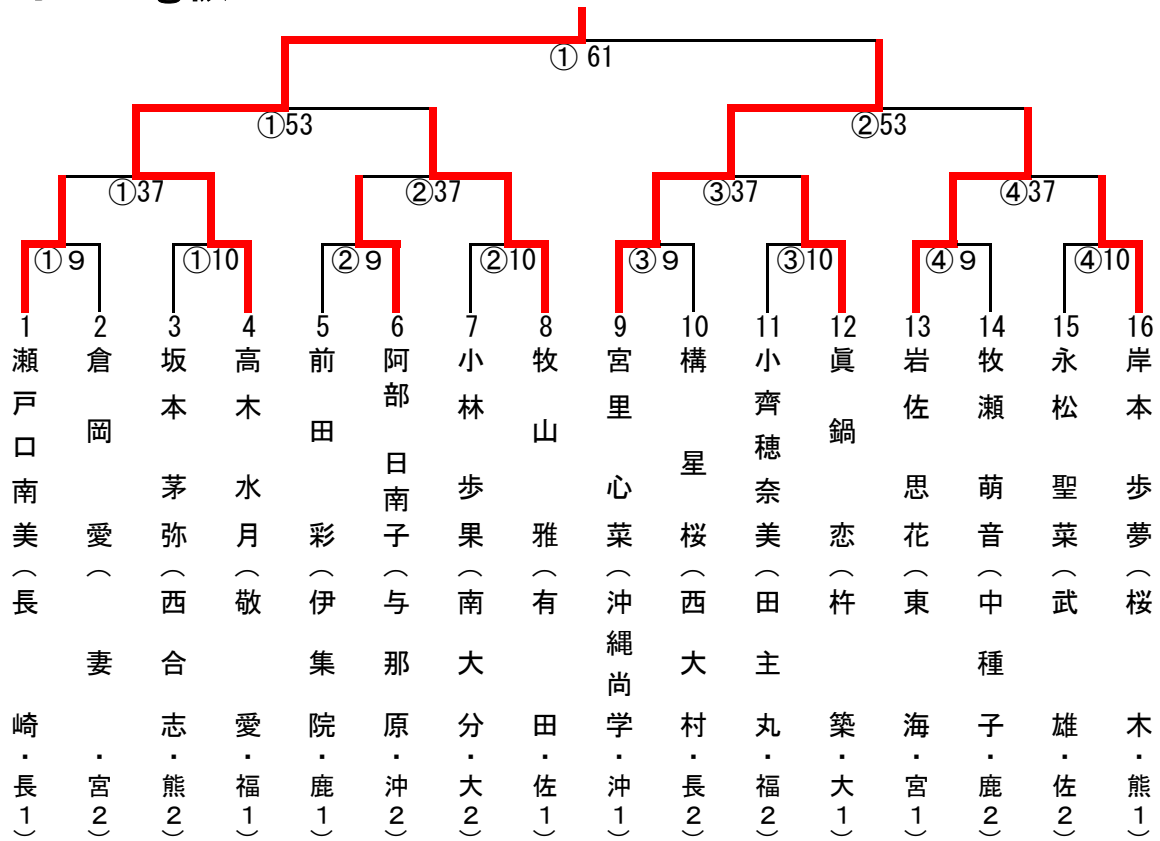 ① 61
①53
②53
①37
②37
③37
④37
①9
①10
②9
②10
③9
③10
④9
④10
1 瀬戸口南美（長崎・長1）
2 倉岡愛（妻・宮2）
3 坂本茅弥（西合志・熊2）
4 高木水月（敬愛・福1）
5 前田彩（伊集院・鹿1）
6 阿部日南子（与那原・沖2）
7 小林歩果（南大分・大2）
8 牧山雅（有田・佐1）
9 宮里心菜（沖縄尚学・沖1）
10 構星桜（西大村・長2）
11 小齊穂奈美（田主丸・福2）
12 眞鍋恋（杵築・大1）
13 岩佐思花（東海・宮1）
14 牧瀬萌音（中種子・鹿2）
15 永松聖菜（武雄・佐2）
16 岸本歩夢（桜木・熊1）